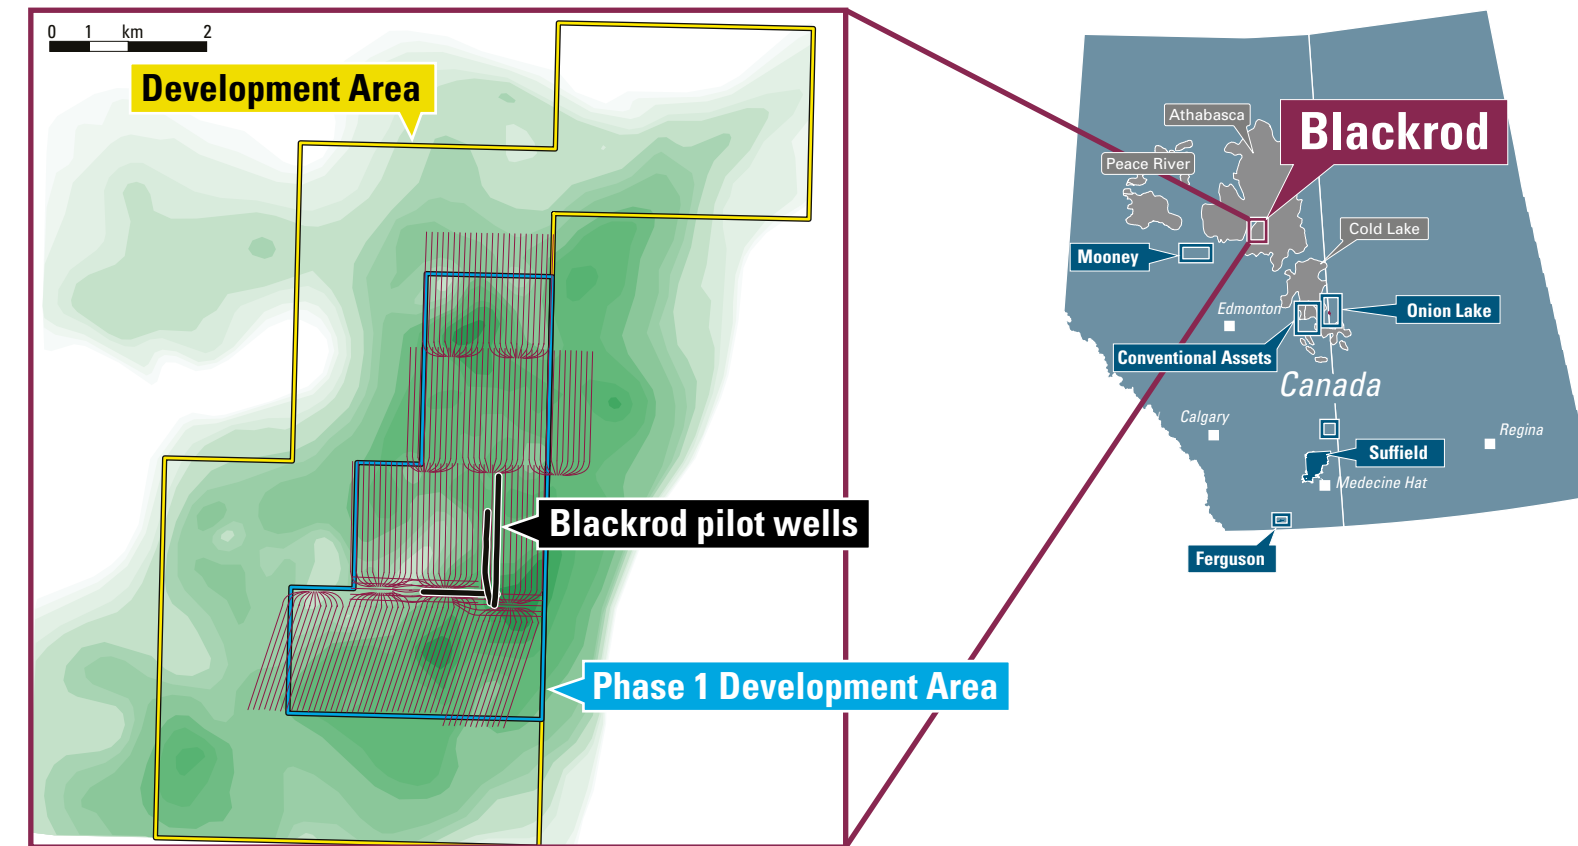 0 1 km 2
Development Area
Blackrod pilot wells
Phase 1 Development Area
Athabasca
Blackrod
Peace River
Cold Lake
Mooney
Edmonton
Onion Lake
Conventional Assets
Canada
Calgary
Regina
Suffield
Medecine Hat
Ferguson